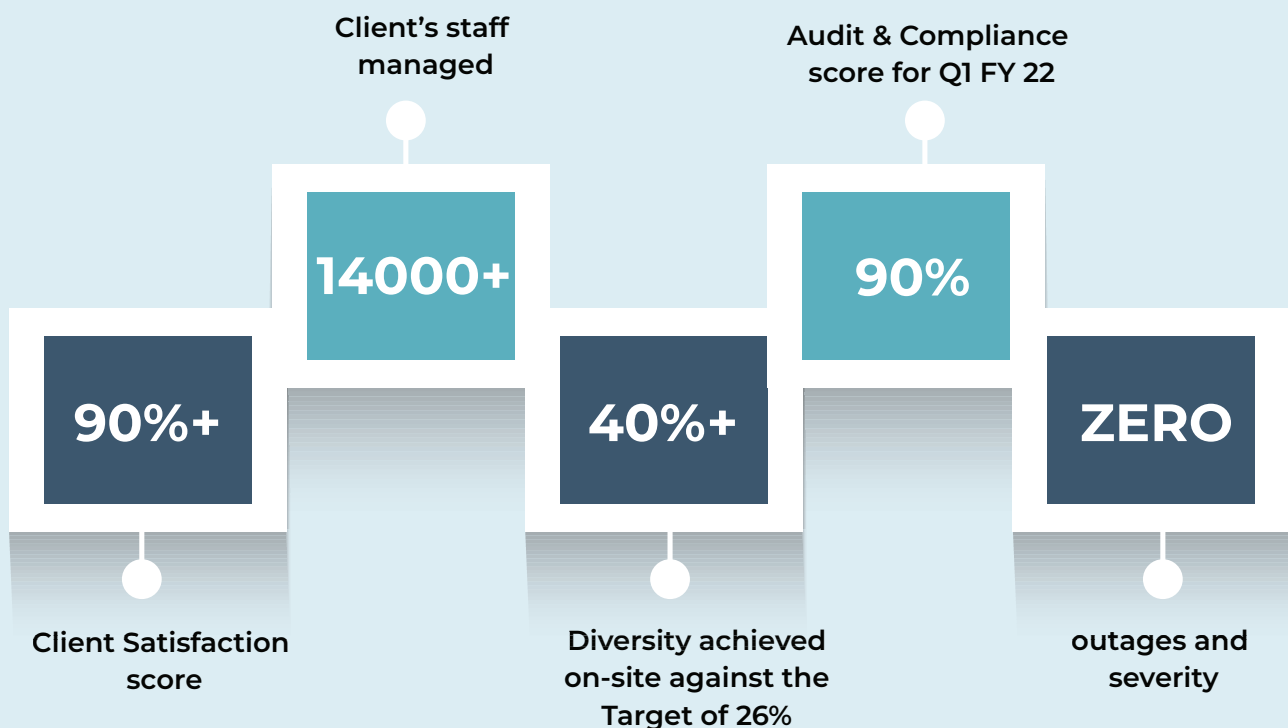 Client's staff
managed
Audit & Compliance
score for Q1 FY 22
14000+
90%
90%+
40%+
ZERO
Client Satisfaction
score
Diversity achieved
on-site against the
Target of 26%
outages and
severity